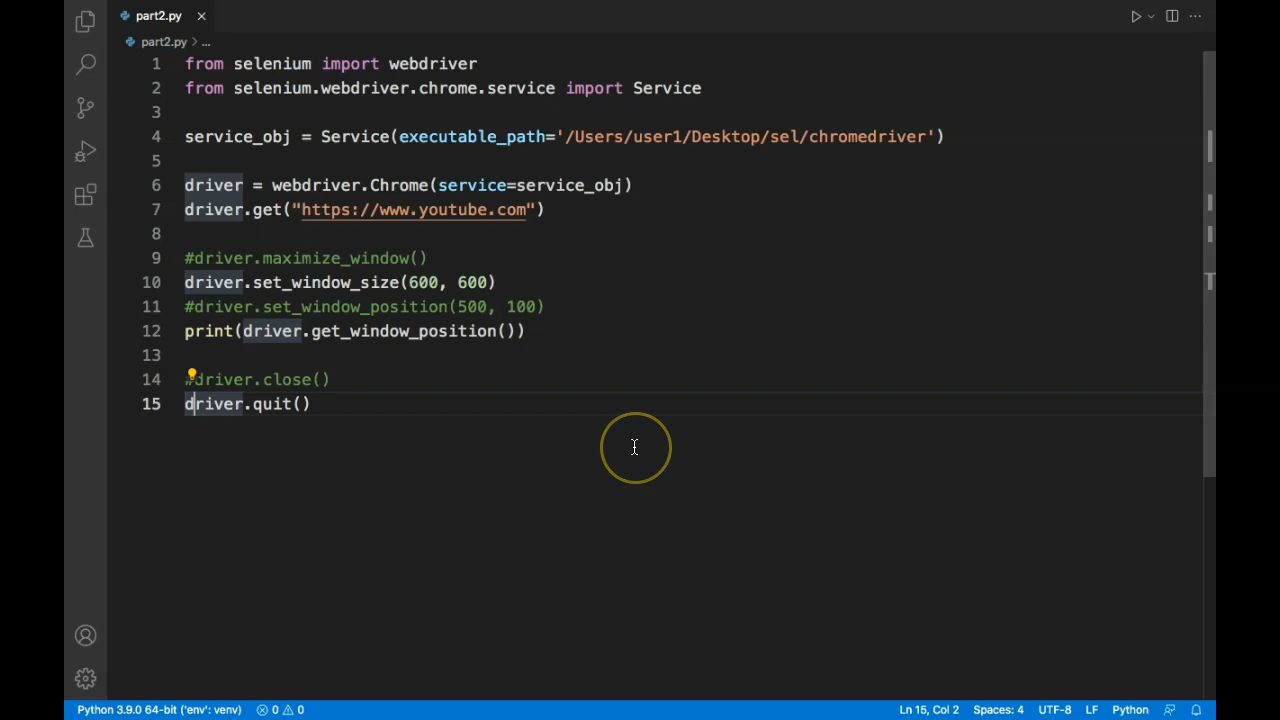 part2.py
part2.py > ...
1 from selenium import webdriver
2 from selenium.webdriver.chrome.service import Service
3
4 service_obj = Service(executable_path='/Users/user1/Desktop/sel/chromedriver')
5
6 driver = webdriver.Chrome(service=service_obj)
7 driver.get("https://www.youtube.com")
8
9 #driver.maximize_window()
10 driver.set_window_size(600, 600)
11 #driver.set_window_position(500, 100)
12 print(driver.get_window_position())
13
14 #driver.close()
15 driver.quit()
Python 3.9.0 64-bit ('env': venv) 0 0 Ln 15, Col 2 Spaces: 4 UTF-8 LF Python